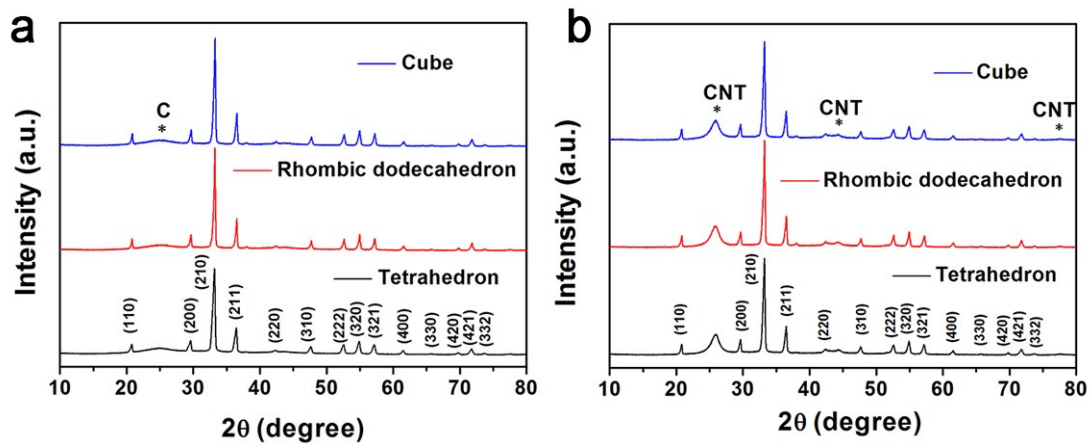 a
Cube
C
*
Rhombic dodecahedron
Tetrahedron
(110)
(200)
(210)
(211)
(220)
(310)
(222)
(320)
(321)
(400)
(330)
(420)
(421)
(332)
Intensity (a.u.)
10 20 30 40 50 60 70 80
2θ (degree)
b
Cube
CNT
*
CNT
*
CNT
*
Rhombic dodecahedron
Tetrahedron
(110)
(200)
(210)
(211)
(220)
(310)
(222)
(320)
(321)
(400)
(330)
(420)
(421)
(332)
Intensity (a.u.)
10 20 30 40 50 60 70 80
2θ (degree)